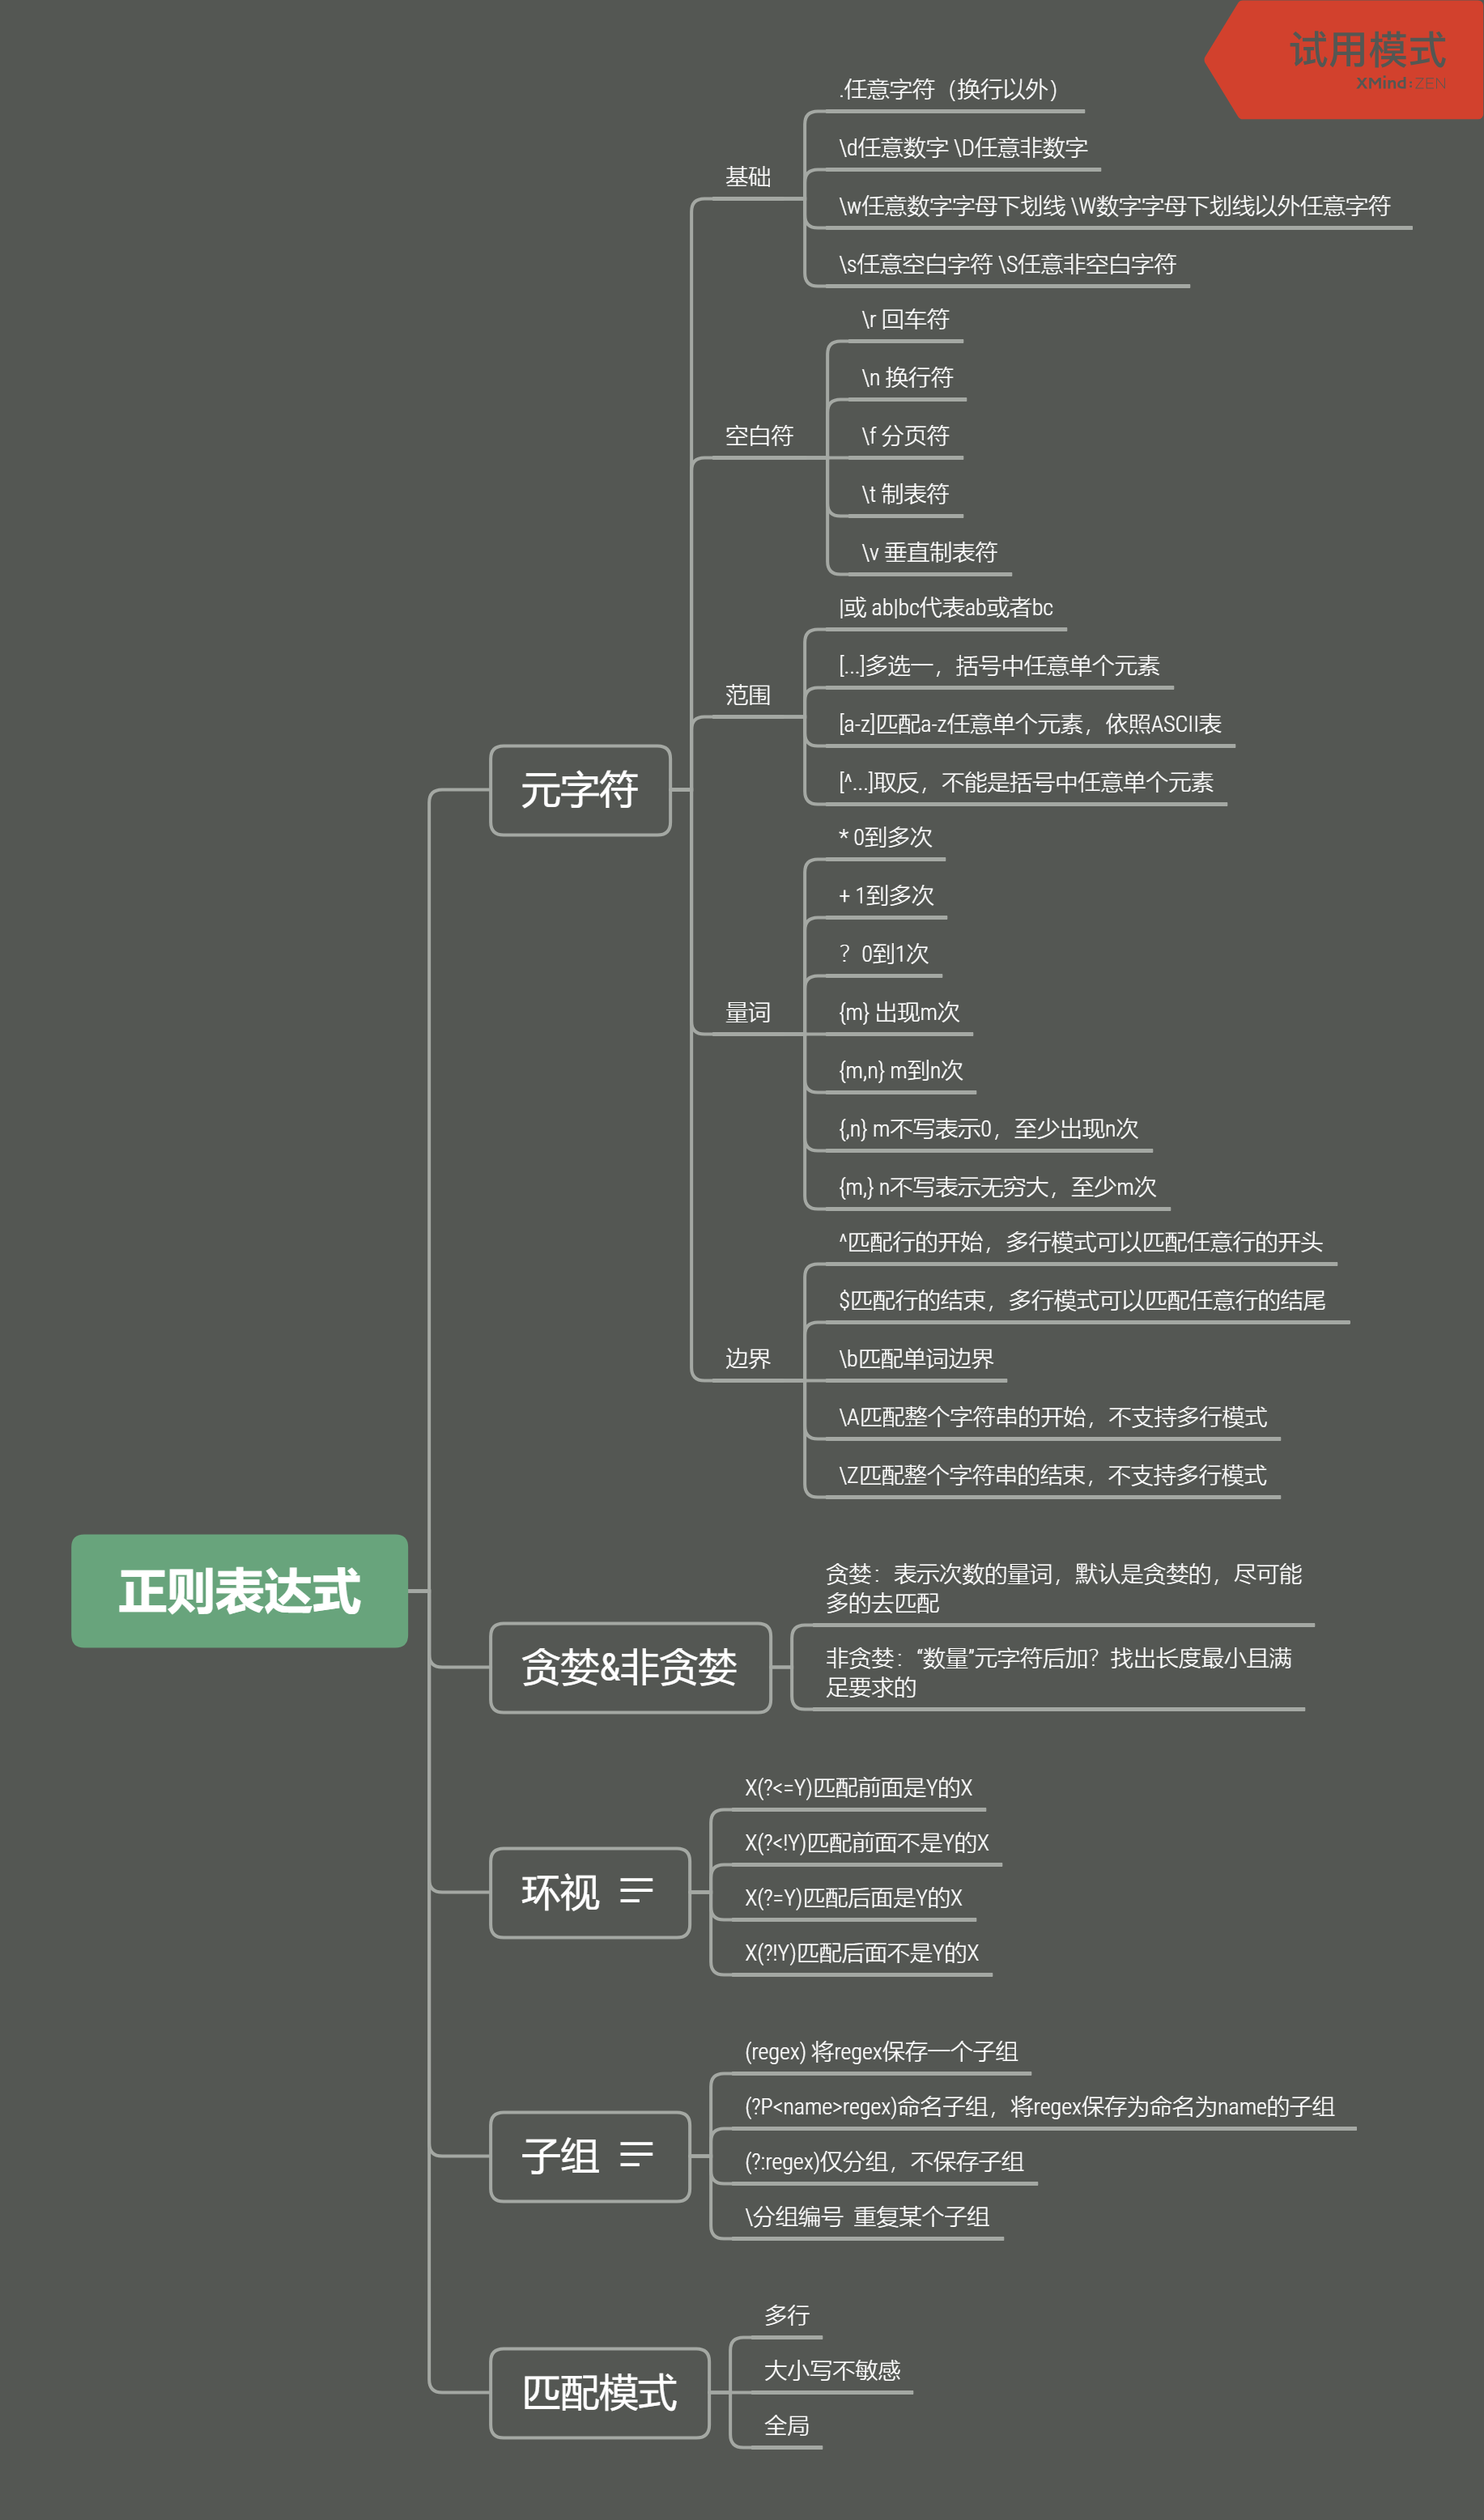 试用模式
XMind:ZEN
正则表达式
元字符
基础
.任意字符（换行以外）
\d任意数字 \D任意非数字
\w任意数字字母下划线 \W数字字母下划线以外任意字符
\s任意空白字符 \S任意非空白字符
空白符
\r 回车符
\n 换行符
\f 分页符
\t 制表符
\v 垂直制表符
范围
|或 ab|bc代表ab或者bc
[...]多选一，括号中任意单个元素
[a-z]匹配a-z任意单个元素，依照ASCII表
[^...]取反，不能是括号中任意单个元素
量词
* 0到多次
+ 1到多次
？0到1次
{m} 出现m次
{m,n} m到n次
{,n} m不写表示0，至少出现n次
{m,} n不写表示无穷大，至少m次
边界
^匹配行的开始，多行模式可以匹配任意行的开头
$匹配行的结束，多行模式可以匹配任意行的结尾
\b匹配单词边界
\A匹配整个字符串的开始，不支持多行模式
\Z匹配整个字符串的结束，不支持多行模式
贪婪&非贪婪
贪婪：表示次数的量词，默认是贪婪的，尽可能
多的去匹配
非贪婪：“数量”元字符后加？找出长度最小且满
足要求的
环视
X(?<=Y)匹配前面是Y的X
X(?<!Y)匹配前面不是Y的X
X(?=Y)匹配后面是Y的X
X(?!Y)匹配后面不是Y的X
子组
(regex) 将regex保存一个子组
(?P<name>regex)命名子组，将regex保存为命名为name的子组
(?:regex)仅分组，不保存子组
\分组编号 重复某个子组
匹配模式
多行
大小写不敏感
全局